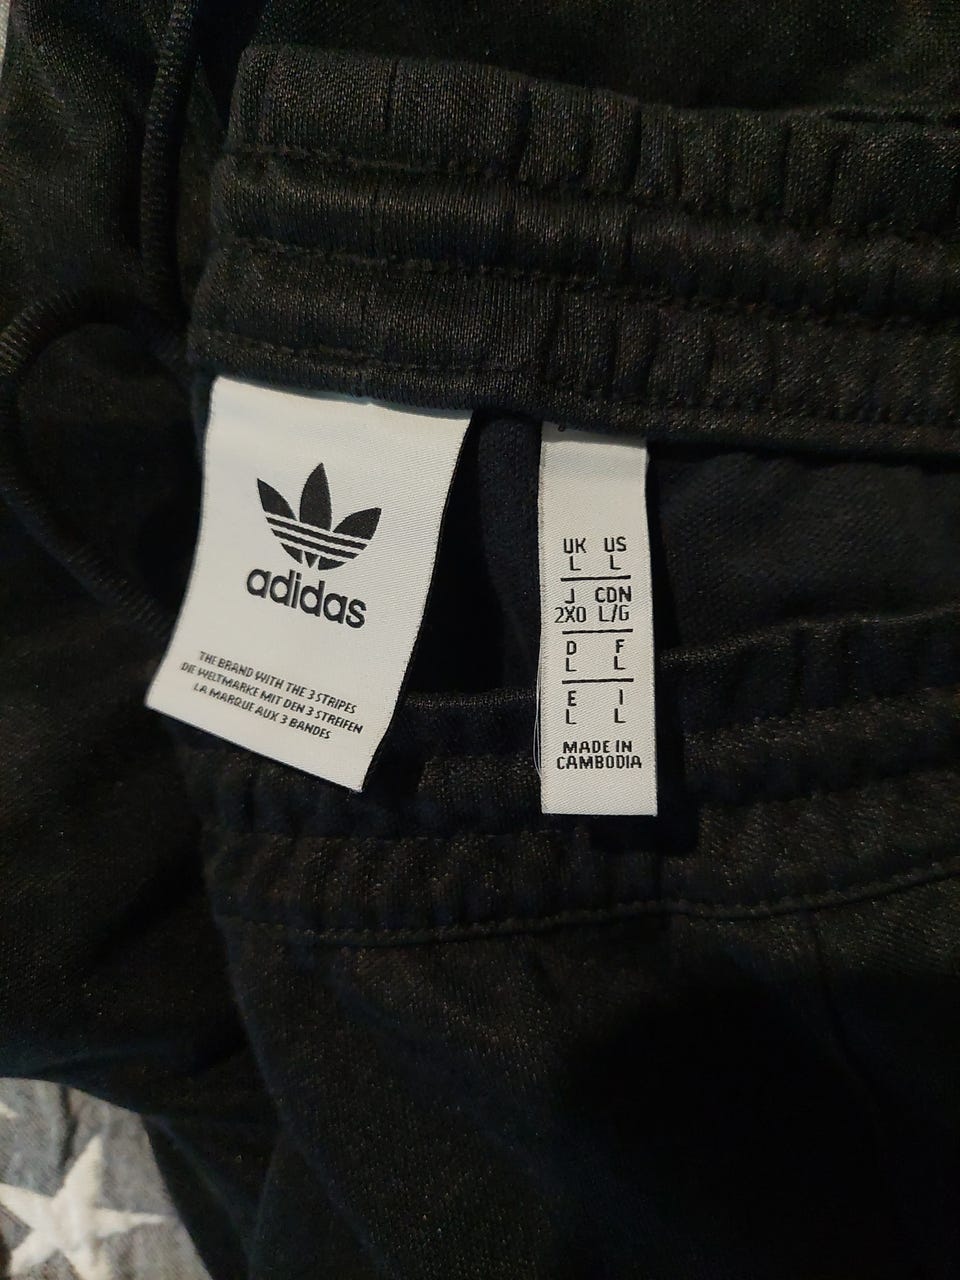 adidas
THE BRAND WITH THE 3 STRIPES
DIE WELTMARKE MIT DEN 3 STREIFEN
LA MARQUE AUX 3 BANDES
UK US
L L
J CDN
2XO L/G
D F
L L
E I
L L
MADE IN
CAMBODIA